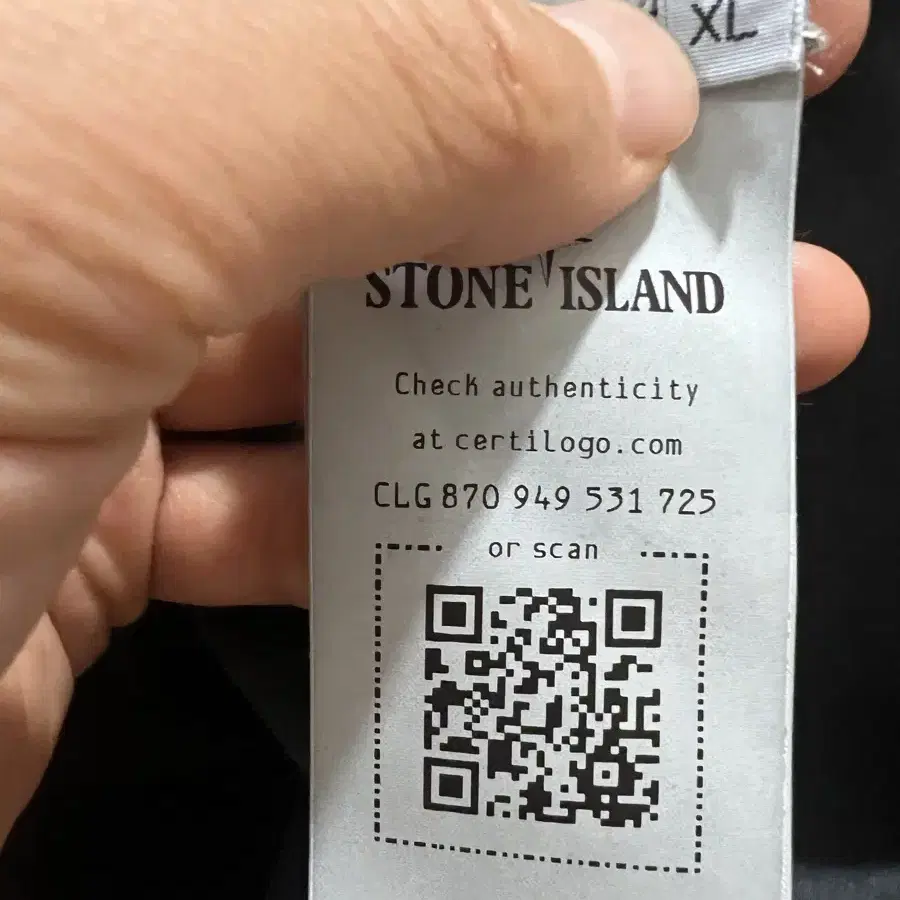 XL
STONE ISLAND
Check authenticity
at certilogo.com
CLG 870 949 531 725
or scan